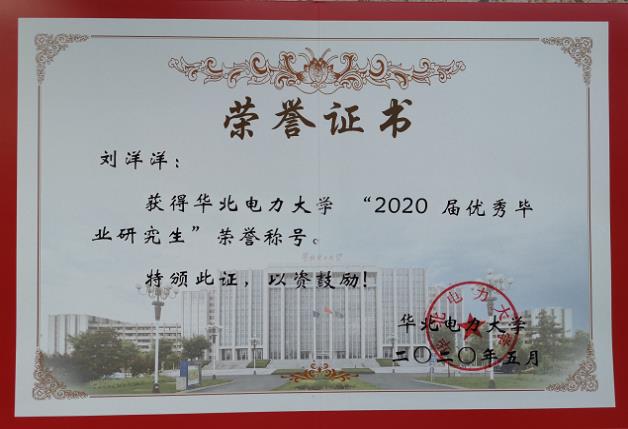 荣誉证书
刘洋洋：
获得华北电力大学 “2020 届优秀毕
业研究生” 荣誉称号。
特颁此证，以资鼓励！
华北电力大学
二〇二〇年五月